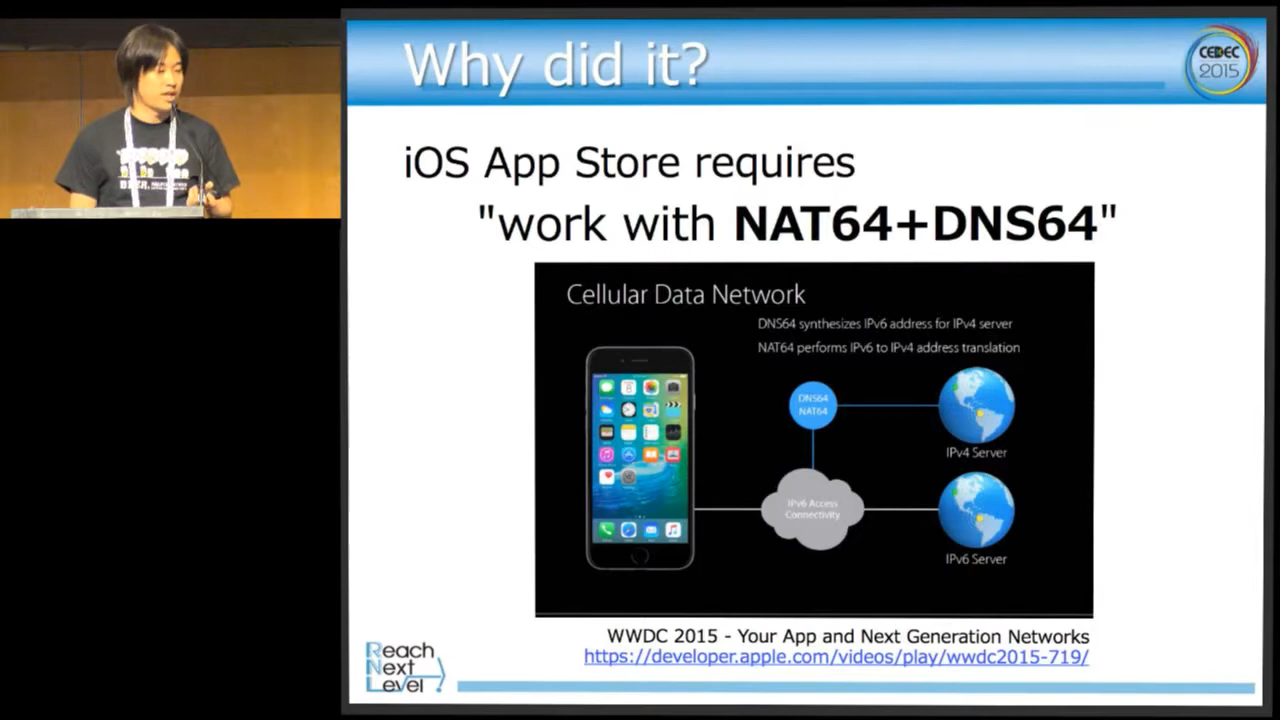 Why did it?
CEDEC
2015
iOS App Store requires
"work with NAT64+DNS64"
Cellular Data Network
DNS64 synthesizes IPv6 address for IPv4 server
NAT64 performs IPv6 to IPv4 address translation
DNS64
NAT64
IPv4 Server
IPv6 Access
Connectivity
IPv6 Server
WWDC 2015 - Your App and Next Generation Networks
https://developer.apple.com/videos/play/wwdc2015-719/
Reach
Next
Level